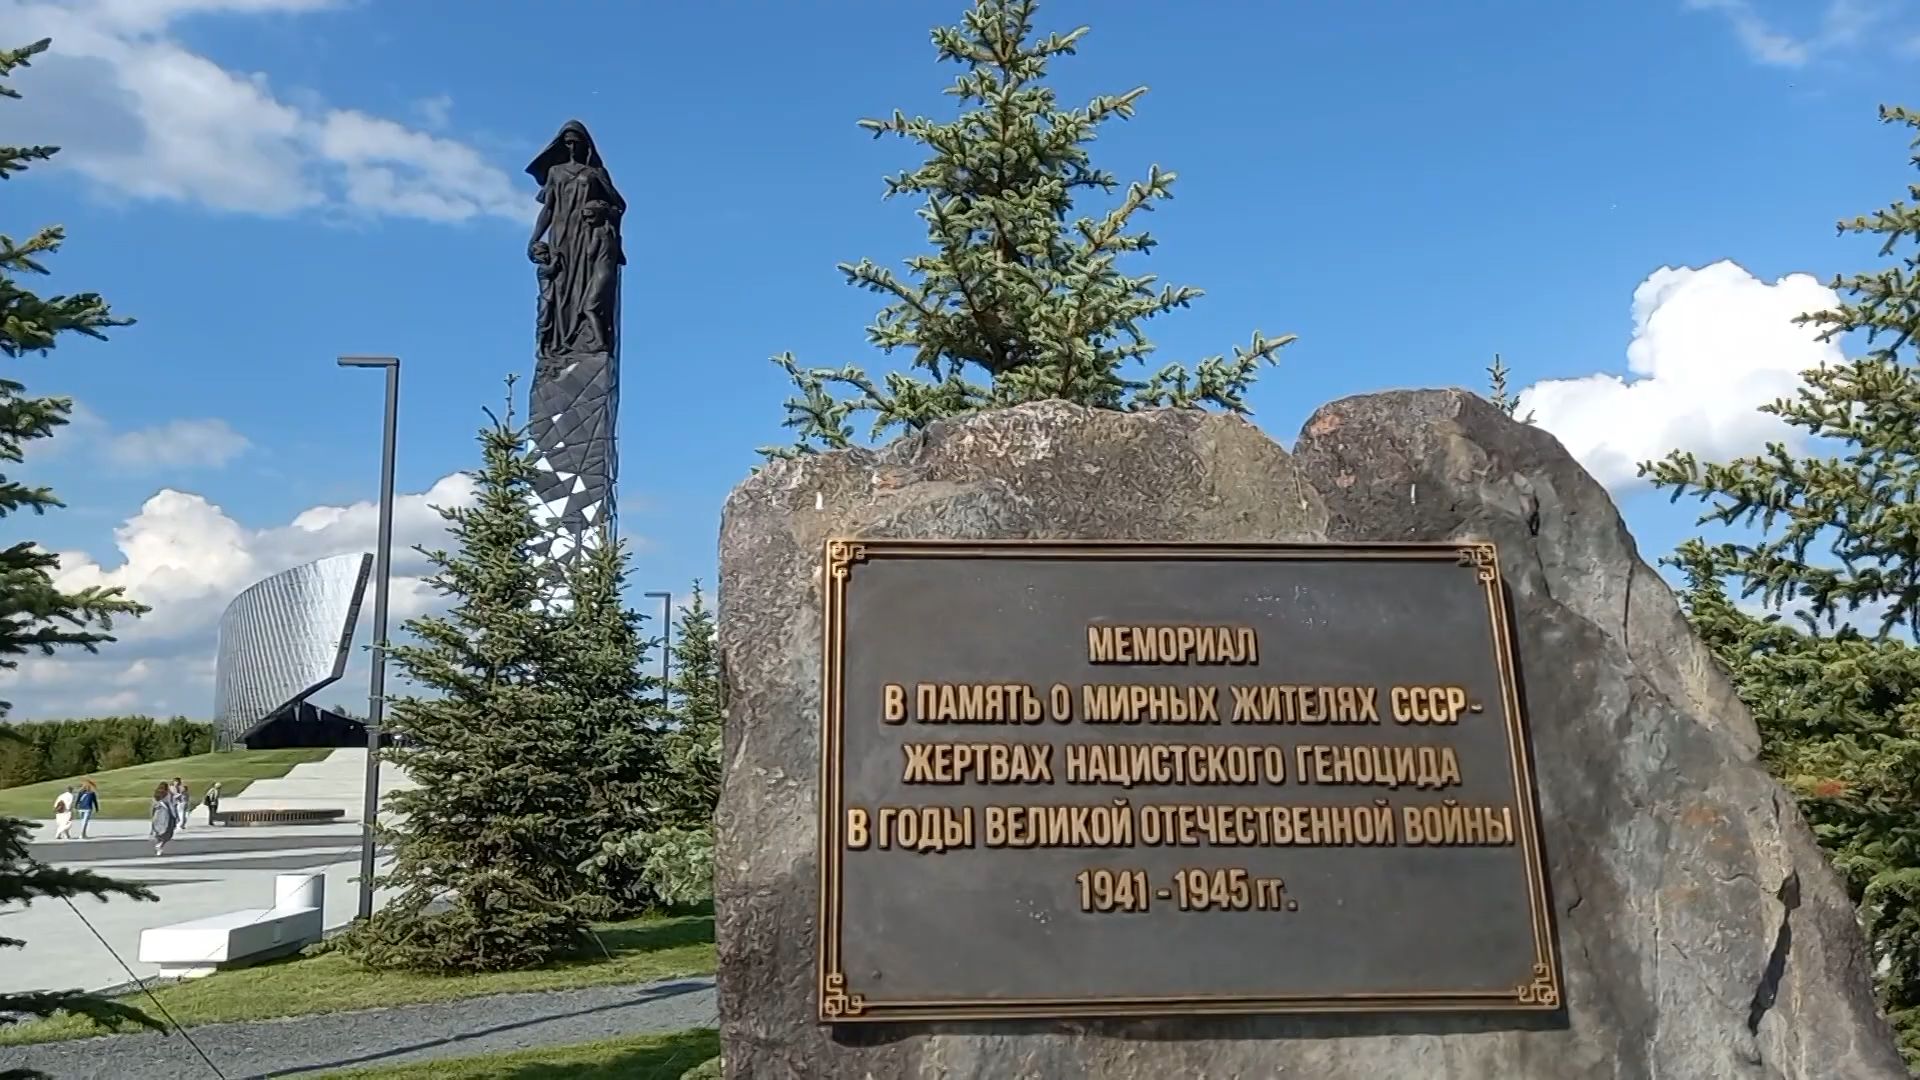 МЕМОРИАЛ
В ПАМЯТЬ О МИРНЫХ ЖИТЕЛЯХ СССР-
ЖЕРТВАХ НАЦИСТСКОГО ГЕНОЦИДА
В ГОДЫ ВЕЛИКОЙ ОТЕЧЕСТВЕННОЙ ВОЙНЫ
1941-1945 гг.